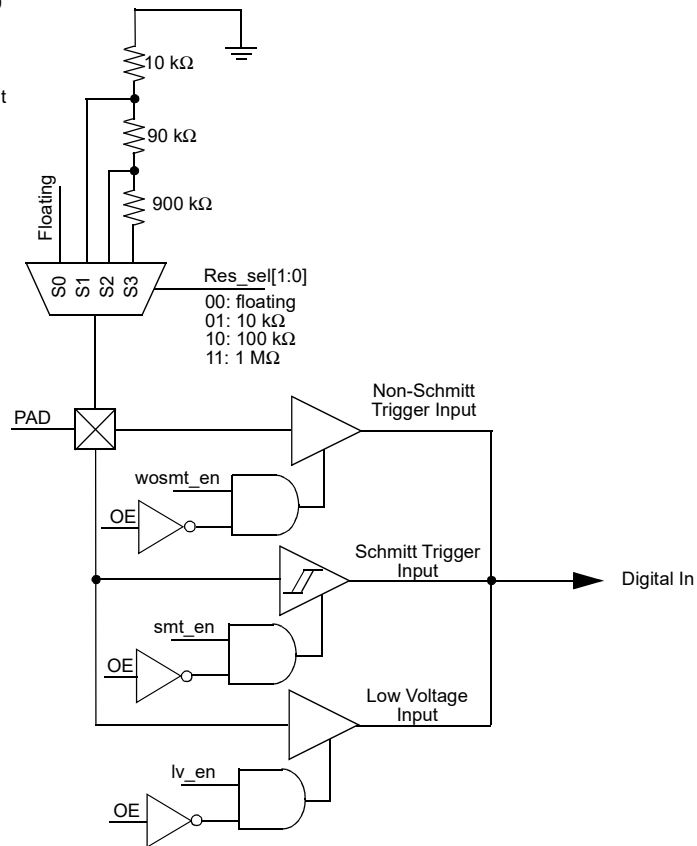 t
10 kΩ
90 kΩ
900 kΩ
Floating
S0
S1
S2
S3
Res_sel[1:0]
00: floating
01: 10 kΩ
10: 100 kΩ
11: 1 MΩ
PAD
Non-Schmitt
Trigger Input
wosmt_en
OE
Schmitt Trigger
Input
Digital In
smt_en
OE
Low Voltage
Input
lv_en
OE